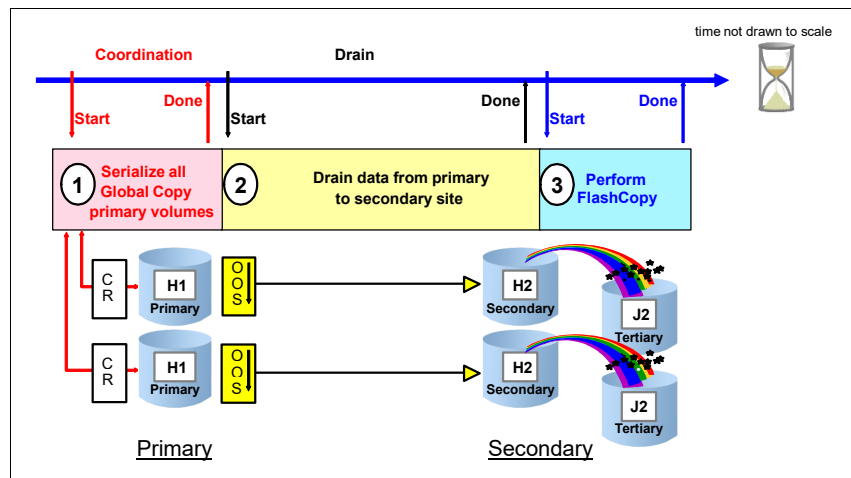 time not drawn to scale
Coordination
Drain
Start
Done
Start
Done
Start
Done
1
Serialize all
Global Copy
primary volumes
2
Drain data from primary
to secondary site
3
Perform
FlashCopy
C
R
H1
Primary
O
O
S
H2
Secondary
J2
Tertiary
C
R
H1
Primary
O
O
S
H2
Secondary
J2
Tertiary
Primary
Secondary